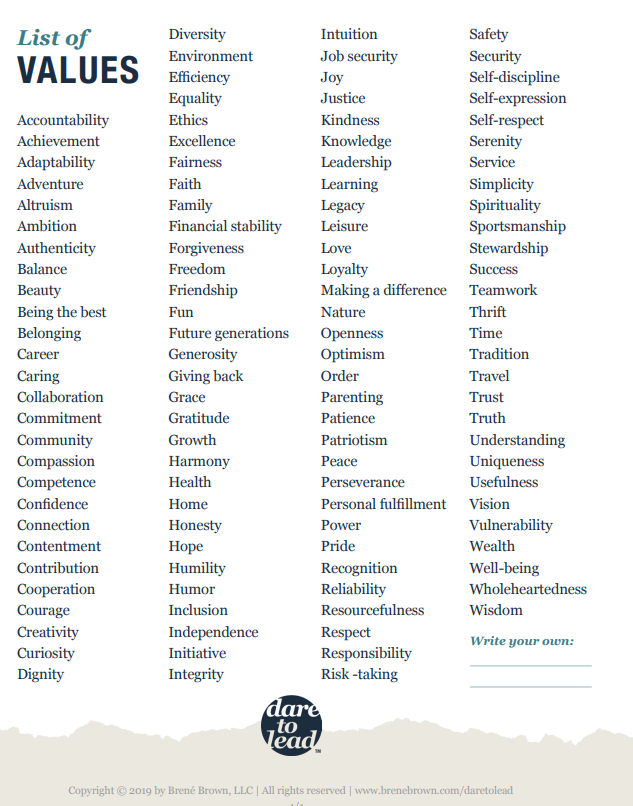 List of
VALUES
Accountability
Achievement
Adaptability
Adventure
Altruism
Ambition
Authenticity
Balance
Beauty
Being the best
Belonging
Career
Caring
Collaboration
Commitment
Community
Compassion
Competence
Confidence
Connection
Contentment
Contribution
Cooperation
Courage
Creativity
Curiosity
Dignity
Diversity
Environment
Efficiency
Equality
Ethics
Excellence
Fairness
Faith
Family
Financial stability
Forgiveness
Freedom
Friendship
Fun
Future generations
Generosity
Giving back
Grace
Gratitude
Growth
Harmony
Health
Home
Honesty
Hope
Humility
Humor
Inclusion
Independence
Initiative
Integrity
Intuition
Job security
Joy
Justice
Kindness
Knowledge
Leadership
Learning
Legacy
Leisure
Love
Loyalty
Making a difference
Nature
Openness
Optimism
Order
Parenting
Patience
Patriotism
Peace
Perseverance
Personal fulfillment
Power
Pride
Recognition
Reliability
Resourcefulness
Respect
Responsibility
Risk -taking
Safety
Security
Self-discipline
Self-expression
Self-respect
Serenity
Service
Simplicity
Spirituality
Sportsmanship
Stewardship
Success
Teamwork
Thrift
Time
Tradition
Travel
Trust
Truth
Understanding
Uniqueness
Usefulness
Vision
Vulnerability
Wealth
Well-being
Wholeheartedness
Wisdom
Write your own:
dare
to
lead™
Copyright © 2019 by Brené Brown, LLC | All rights reserved | www.brenebrown.com/daretolead